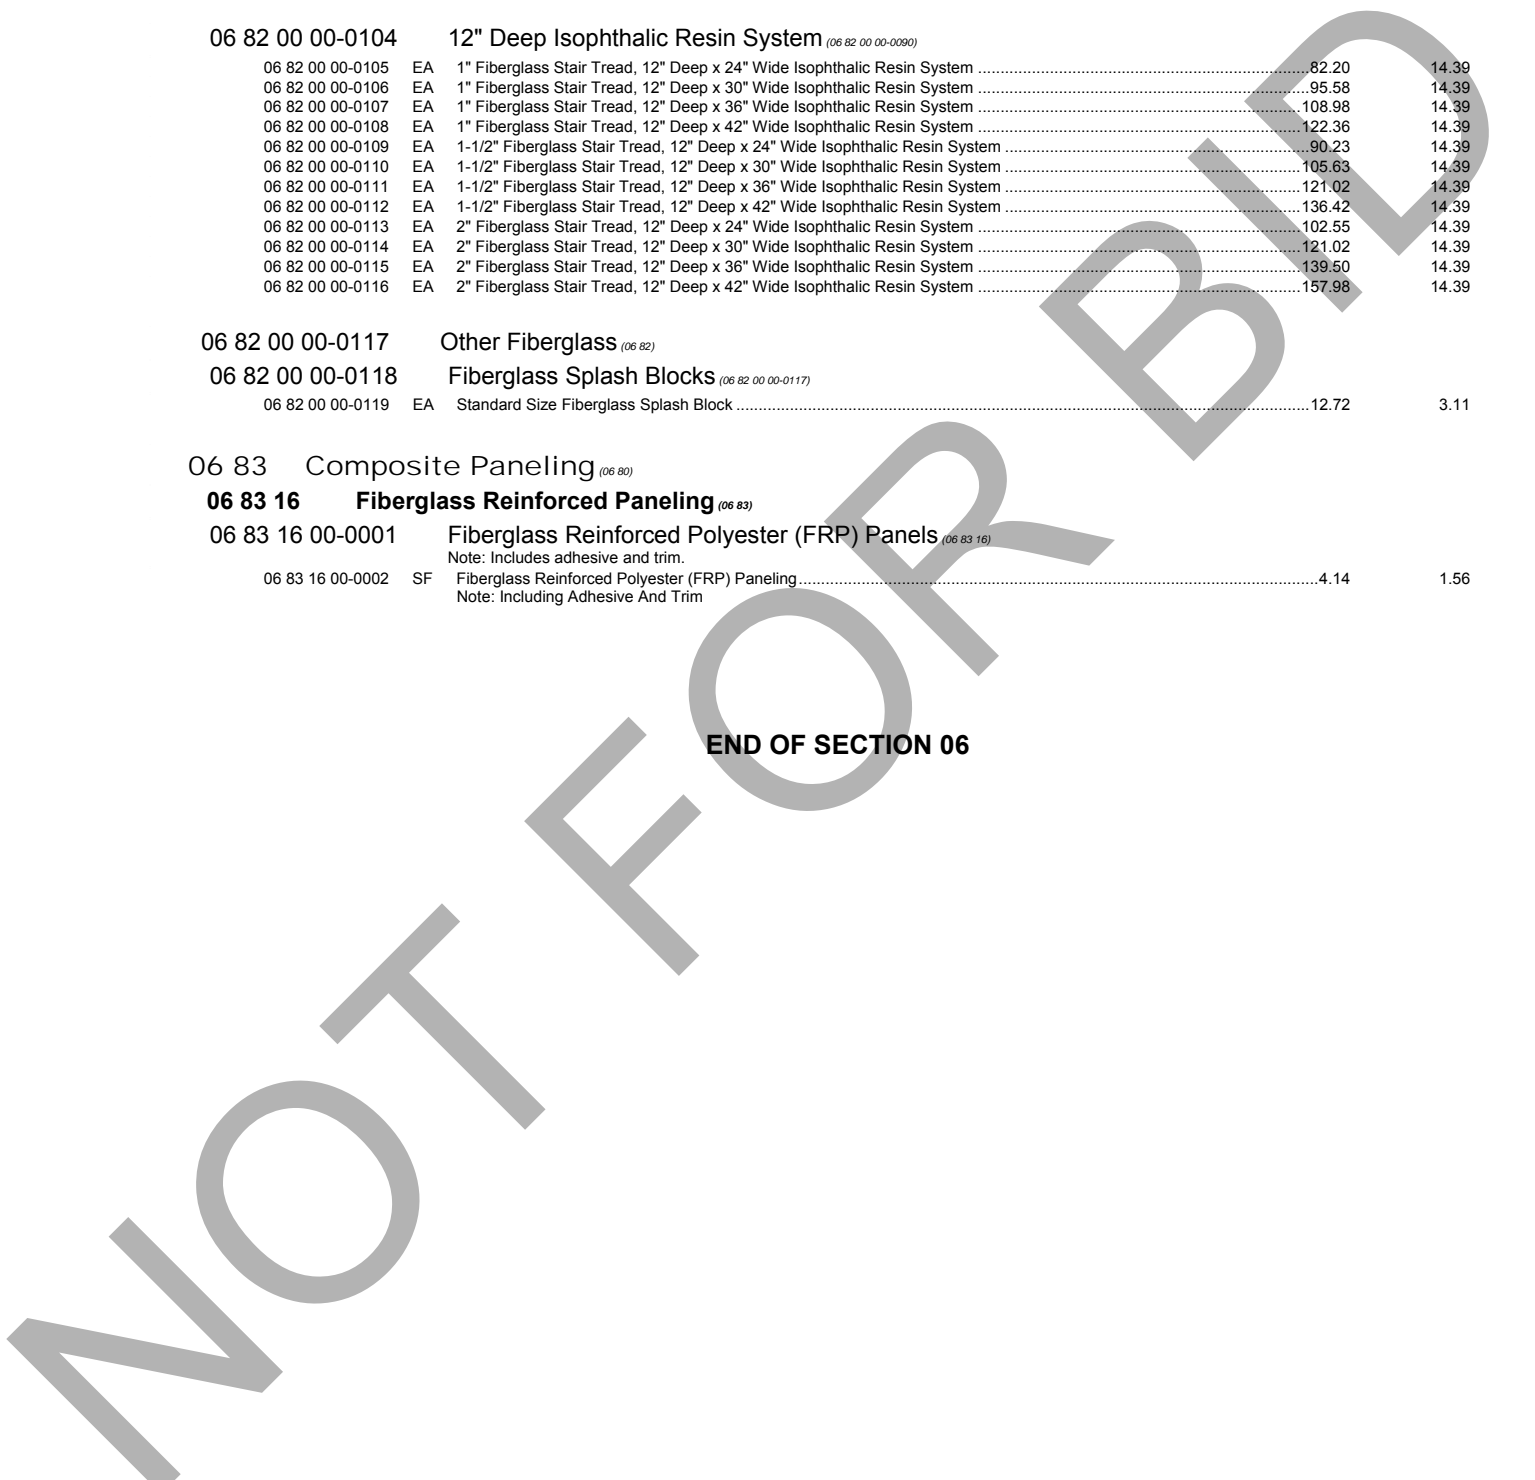 06 82 00 00-0104 12" Deep Isophthalic Resin System (06 82 00 00-0090)
06 82 00 00-0105 EA 1" Fiberglass Stair Tread, 12" Deep x 24" Wide Isophthalic Resin System 82.20 14.39
06 82 00 00-0106 EA 1" Fiberglass Stair Tread, 12" Deep x 30" Wide Isophthalic Resin System 95.58 14.39
06 82 00 00-0107 EA 1" Fiberglass Stair Tread, 12" Deep x 36" Wide Isophthalic Resin System 108.98 14.39
06 82 00 00-0108 EA 1" Fiberglass Stair Tread, 12" Deep x 42" Wide Isophthalic Resin System 122.36 14.39
06 82 00 00-0109 EA 1-1/2" Fiberglass Stair Tread, 12" Deep x 24" Wide Isophthalic Resin System 90.23 14.39
06 82 00 00-0110 EA 1-1/2" Fiberglass Stair Tread, 12" Deep x 30" Wide Isophthalic Resin System 105.63 14.39
06 82 00 00-0111 EA 1-1/2" Fiberglass Stair Tread, 12" Deep x 36" Wide Isophthalic Resin System 121.02 14.39
06 82 00 00-0112 EA 1-1/2" Fiberglass Stair Tread, 12" Deep x 42" Wide Isophthalic Resin System 136.42 14.39
06 82 00 00-0113 EA 2" Fiberglass Stair Tread, 12" Deep x 24" Wide Isophthalic Resin System 102.55 14.39
06 82 00 00-0114 EA 2" Fiberglass Stair Tread, 12" Deep x 30" Wide Isophthalic Resin System 121.02 14.39
06 82 00 00-0115 EA 2" Fiberglass Stair Tread, 12" Deep x 36" Wide Isophthalic Resin System 139.50 14.39
06 82 00 00-0116 EA 2" Fiberglass Stair Tread, 12" Deep x 42" Wide Isophthalic Resin System 157.98 14.39
06 82 00 00-0117 Other Fiberglass (06 82)
06 82 00 00-0118 Fiberglass Splash Blocks (06 82 00 00-0117)
06 82 00 00-0119 EA Standard Size Fiberglass Splash Block 12.72 3.11
06 83 Composite Paneling (06 80)
06 83 16 Fiberglass Reinforced Paneling (06 83)
06 83 16 00-0001 Fiberglass Reinforced Polyester (FRP) Panels (06 83 16)
Note: Includes adhesive and trim.
06 83 16 00-0002 SF Fiberglass Reinforced Polyester (FRP) Paneling 4.14 1.56
Note: Including Adhesive And Trim
END OF SECTION 06
NOT FOR BID